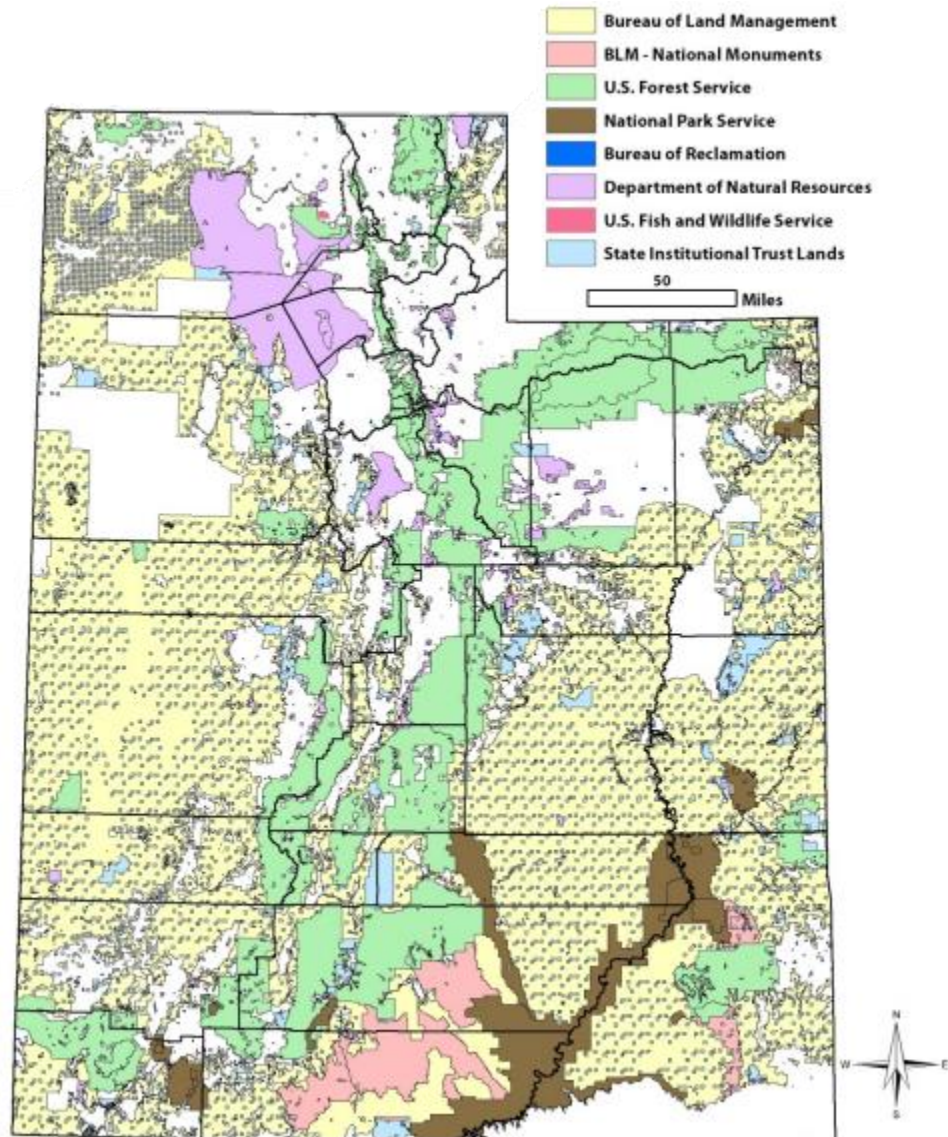 Bureau of Land Management
BLM - National Monuments
U.S. Forest Service
National Park Service
Bureau of Reclamation
Department of Natural Resources
U.S. Fish and Wildlife Service
State Institutional Trust Lands
50
Miles
N
W
E
S